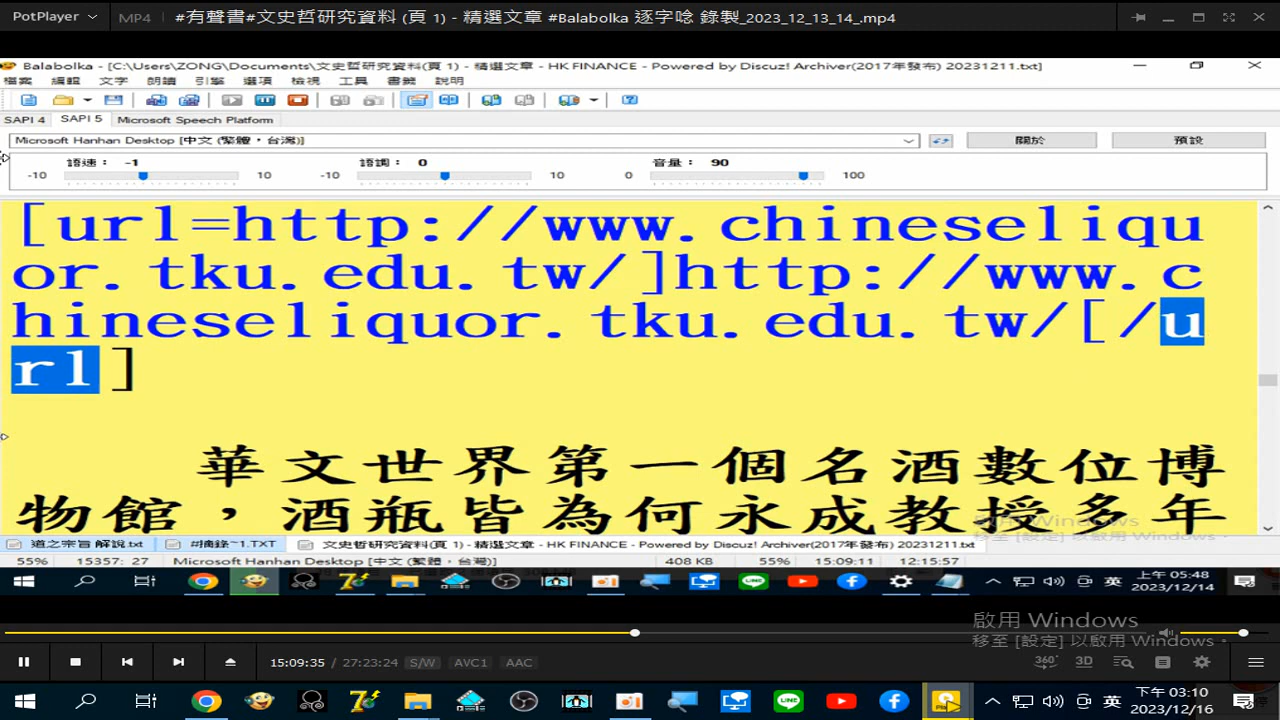 PotPlayer MP4 #有聲書#文史哲研究資料 (頁 1) - 精選文章 #Balabolka 逐字唸 錄製_2023_12_13_14_.mp4
Balabolka - [C:\Users\ZONG\Documents\文史哲研究資料(頁 1) - 精選文章 - HK FINANCE - Powered by Discuz! Archiver(2017年發布) 20231211.txt]
檔案 編輯 文字 朗讀 引擎 選項 檢視 工具 書籤 說明
SAPI 4 SAPI 5 Microsoft Speech Platform
Microsoft Hanhan Desktop [中文 (繁體，台灣)] 關於 預設
語速： -1 語調： 0 音量： 90
-10 10 -10 10 0 100
[url=http://www.chineseliqu
or.tku.edu.tw/]http://www.c
hineseliquor.tku.edu.tw/[/u
rl]
華文世界第一個名酒數位博
物館，酒瓶皆為何永成教授多年
啟用 Windows
移至 [設定] 以啟用 Windows。
道之宗旨 解說.txt #摘錄~1.TXT 文史哲研究資料(頁 1) - 精選文章 - HK FINANCE - Powered by Discuz! Archiver(2017年發布) 20231211.txt
55% 15357: 27 Microsoft Hanhan Desktop [中文 (繁體，台灣)] 408 KB 55% 15:09:11 12:15:57
英 上午 05:48
2023/12/14
啟用 Windows
移至 [設定] 以啟用 Windows。
15:09:35 / 27:23:24 S/W AVC1 AAC 360° 3D
英 下午 03:10
2023/12/16